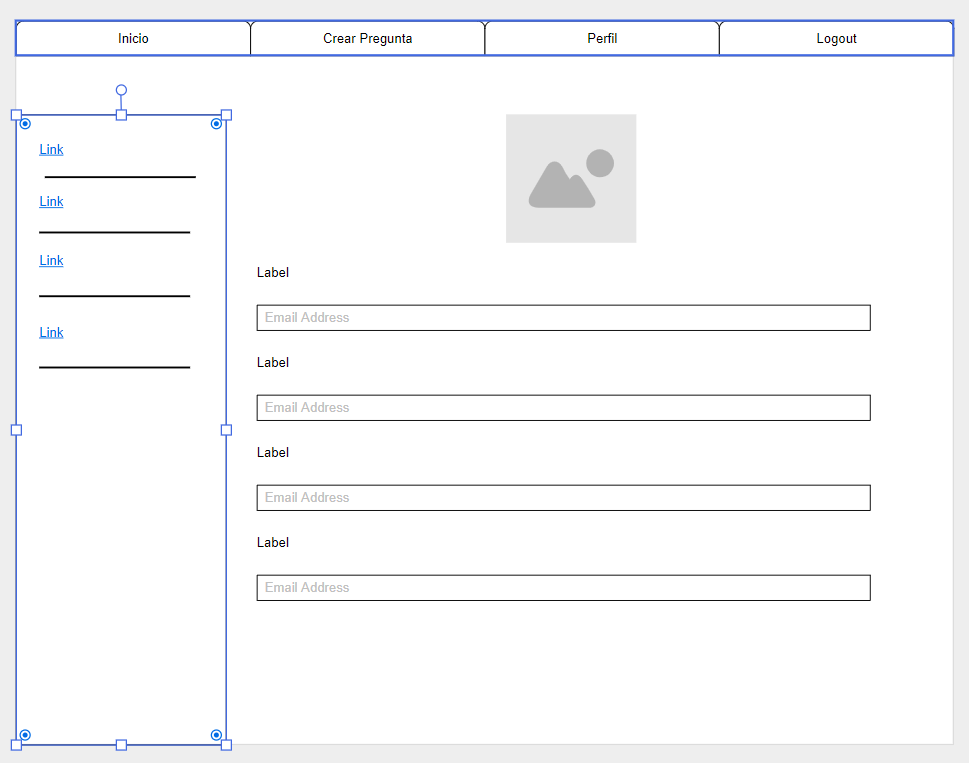 Inicio
Crear Pregunta
Perfil
Logout
Link
Link
Link
Link
Label
Email Address
Label
Email Address
Label
Email Address
Label
Email Address